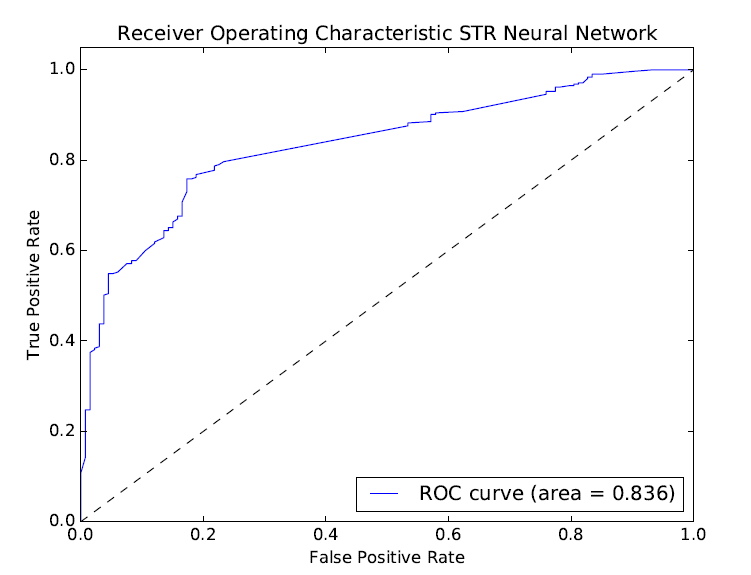 Receiver Operating Characteristic STR Neural Network
True Positive Rate
1.0
0.8
0.6
0.4
0.2
0.0
ROC curve (area = 0.836)
0.0 0.2 0.4 0.6 0.8 1.0
False Positive Rate